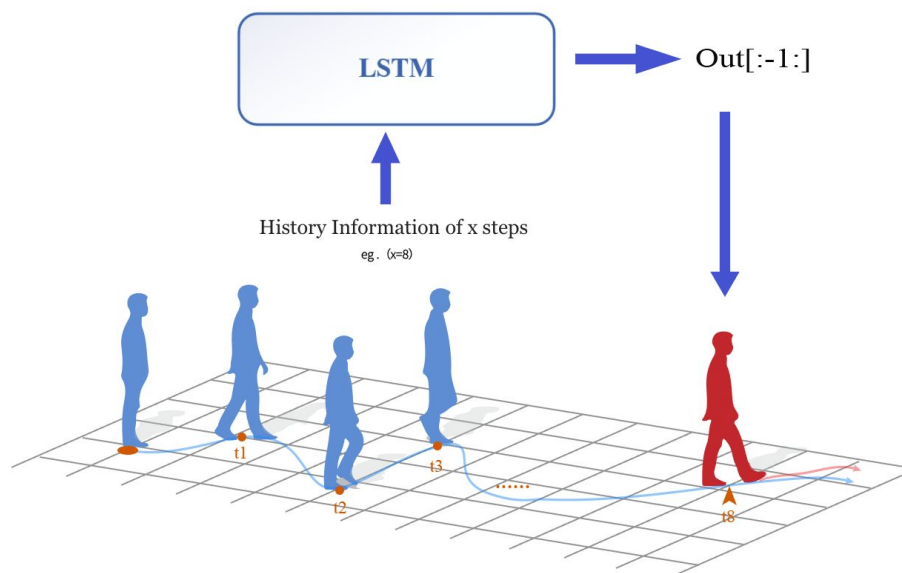 LSTM
Out[:-1:]
History Information of x steps
eg. (x=8)
t1
t2
t3
......
t8